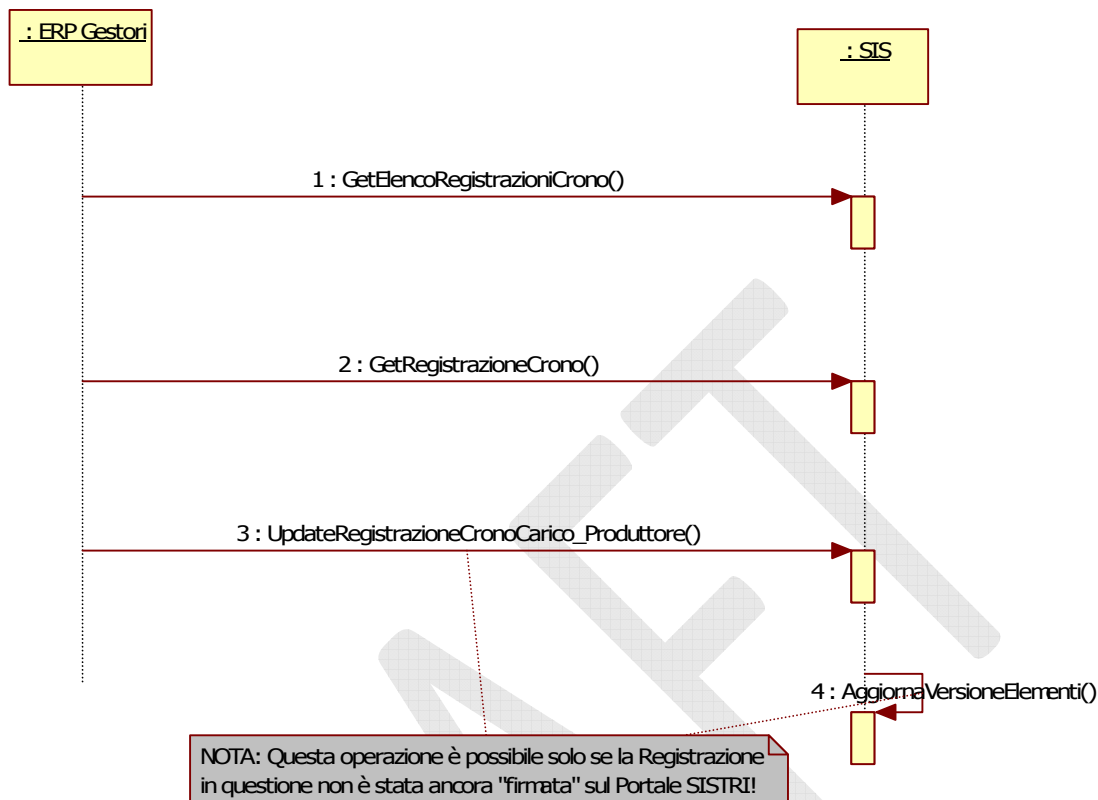 : ERP Gestori
: SIS
1 : GetElencoRegistrazioniCrono()
2 : GetRegistrazioneCrono()
3 : UpdateRegistrazioneCronoCarico_Produttore()
4 : AggiornaVersioneElementi()
NOTA: Questa operazione è possibile solo se la Registrazione
in questione non è stata ancora "firmata" sul Portale SISTRI!